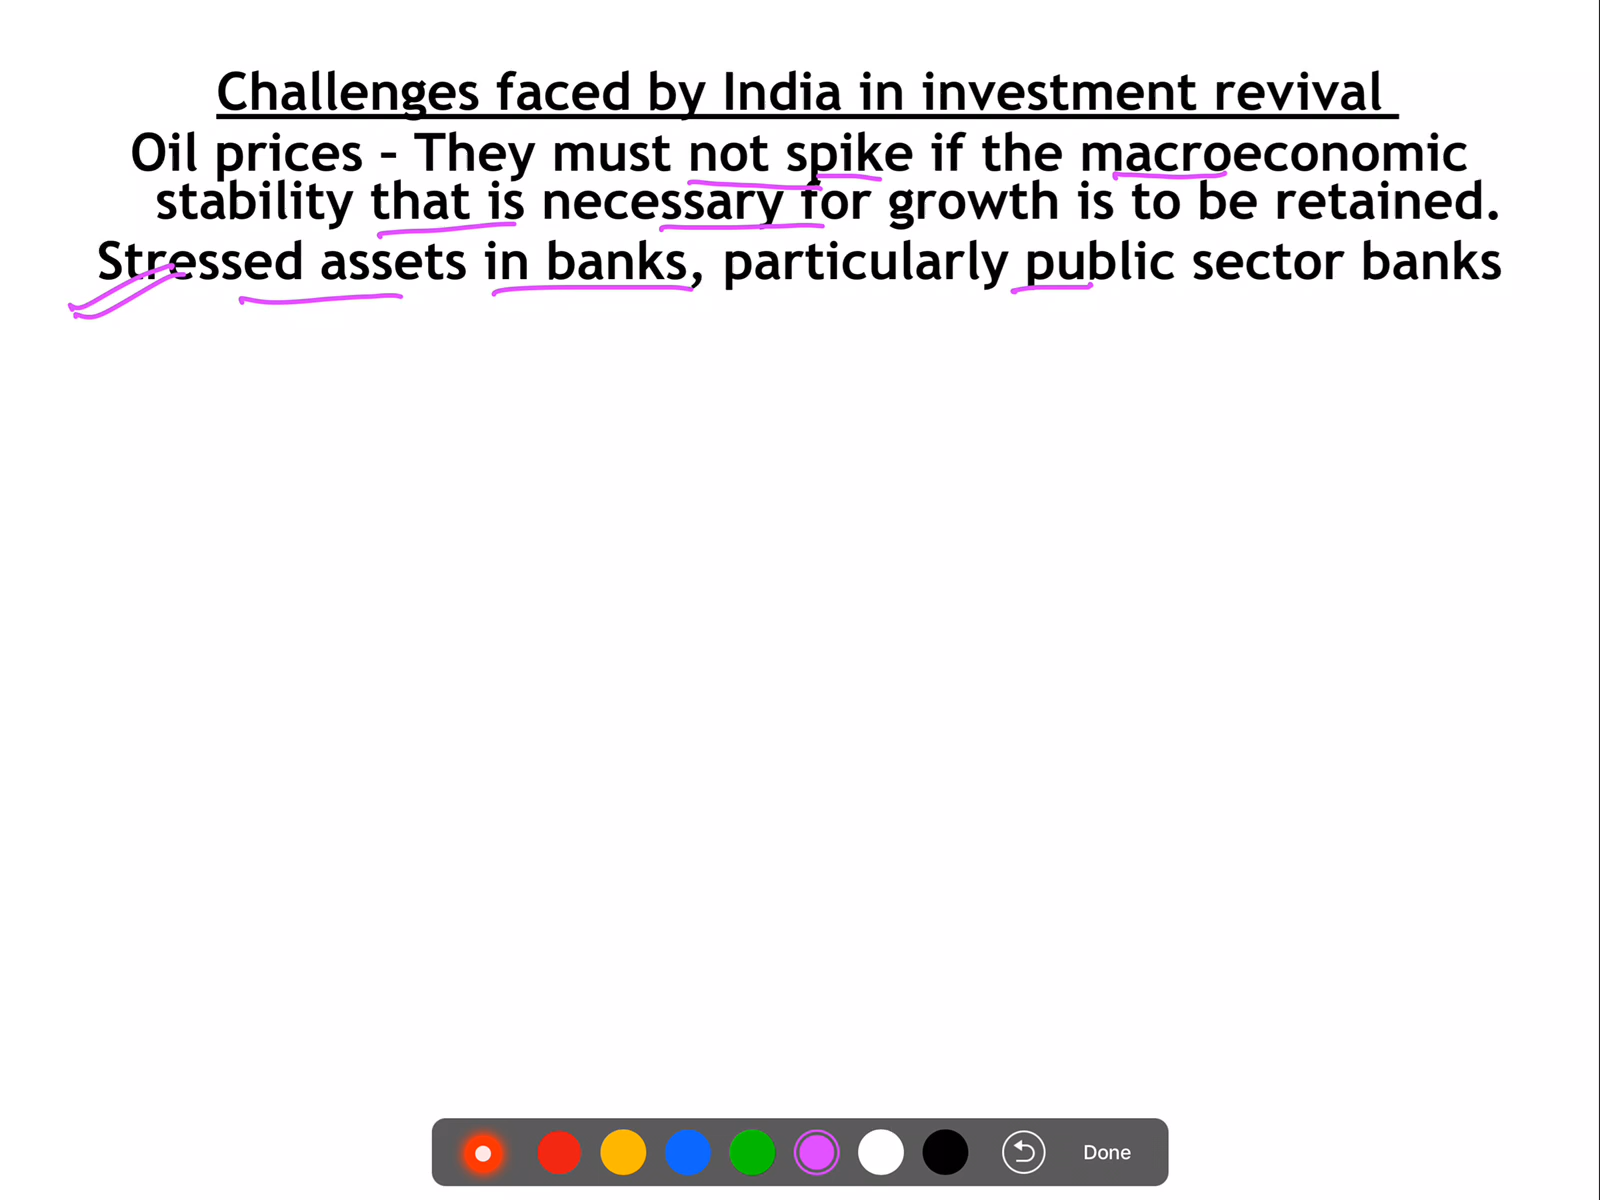 Challenges faced by India in investment revival
Oil prices – They must not spike if the macroeconomic
stability that is necessary for growth is to be retained.
Stressed assets in banks, particularly public sector banks
Done